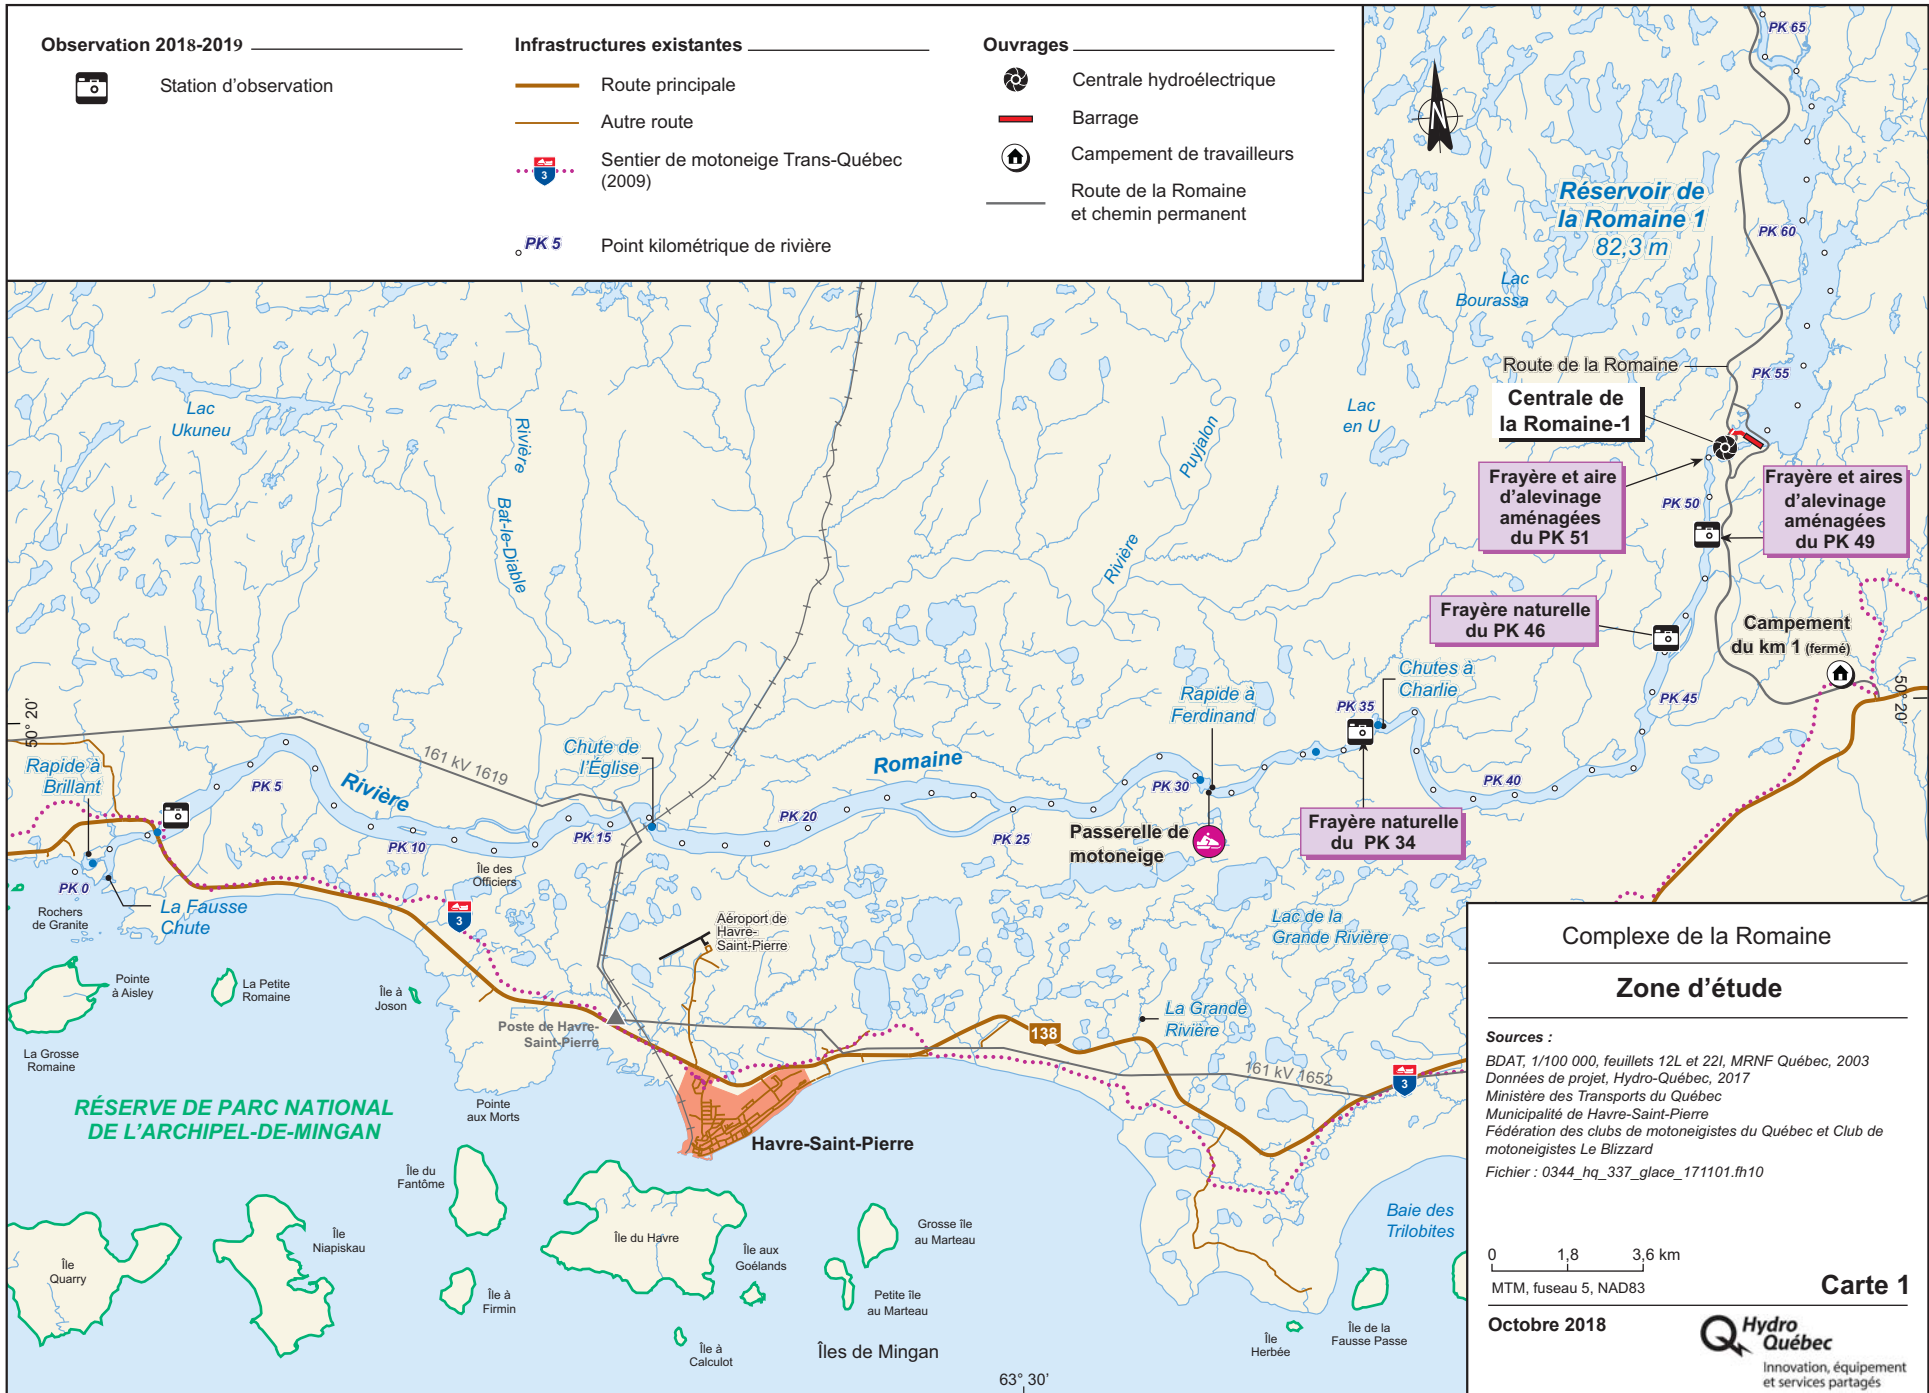 Observation 2018-2019
Station d'observation
Infrastructures existantes
Route principale
Autre route
3
Sentier de motoneige Trans-Québec
(2009)
PK 5
Point kilométrique de rivière
Ouvrages
Centrale hydroélectrique
Barrage
Campement de travailleurs
Route de la Romaine
et chemin permanent
N
PK 65
Réservoir de
la Romaine 1
82,3 m
PK 60
Lac
Bourassa
Route de la Romaine
PK 55
Centrale de
la Romaine-1
Lac
Ukuneu
Rivière
Bat-le-Diable
Puyjalon
Rivière
Lac
en U
Frayère et aire
d'alevinage
aménagées
du PK 51
PK 50
Frayère et aires
d'alevinage
aménagées
du PK 49
Frayère naturelle
du PK 46
Campement
du km 1 (fermé)
Chutes à
Charlie
PK 45
50° 20'
50° 20'
Rapide à
Ferdinand
PK 35
Rapide à
Brillant
PK 5
161 kV 1619
Rivière
Chute de
l'Église
Romaine
PK 30
PK 40
PK 10
PK 15
PK 20
PK 25
Passerelle de
motoneige
Frayère naturelle
du PK 34
PK 0
Île des
Officiers
Rochers
de Granite
La Fausse
Chute
3
Aéroport de
Havre-
Saint-Pierre
Lac de la
Grande Rivière
Pointe
à Aisley
La Petite
Romaine
Île à
Joson
Poste de Havre-
Saint-Pierre
La Grande
Rivière
138
La Grosse
Romaine
161 kV 1652
3
RÉSERVE DE PARC NATIONAL
DE L'ARCHIPEL-DE-MINGAN
Pointe
aux Morts
Havre-Saint-Pierre
Île du
Fantôme
Île
Niapiskau
Île du Havre
Grosse île
au Marteau
Île aux
Goélands
Baie des
Trilobites
Île
Quarry
Île à
Firmin
Petite île
au Marteau
Île à
Calculot
Îles de Mingan
Île
Herbée
Île de la
Fausse Passe
63° 30'
Complexe de la Romaine
Zone d'étude
Sources :
BDAT, 1/100 000, feuillets 12L et 22I, MRNF Québec, 2003
Données de projet, Hydro-Québec, 2017
Ministère des Transports du Québec
Municipalité de Havre-Saint-Pierre
Fédération des clubs de motoneigistes du Québec et Club de
motoneigistes Le Blizzard
Fichier : 0344_hq_337_glace_171101.fh10
0 1,8 3,6 km
MTM, fuseau 5, NAD83
Carte 1
Octobre 2018
Hydro
Québec
Innovation, équipement
et services partagés